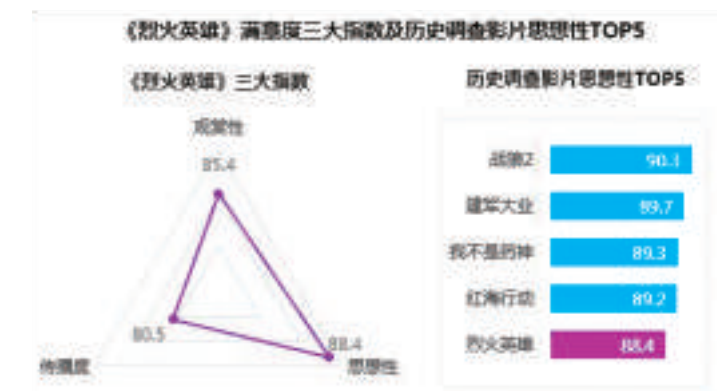 《烈火英雄》满意度三大指数及历史调查影片思想性TOP5
《烈火英雄》三大指数
历史调查影片思想性TOP5
观赏性
85.4
80.5
88.4
传播度
思想性
战狼2
90.3
建军大业
89.7
我不是药神
89.3
红海行动
89.2
烈火英雄
88.4